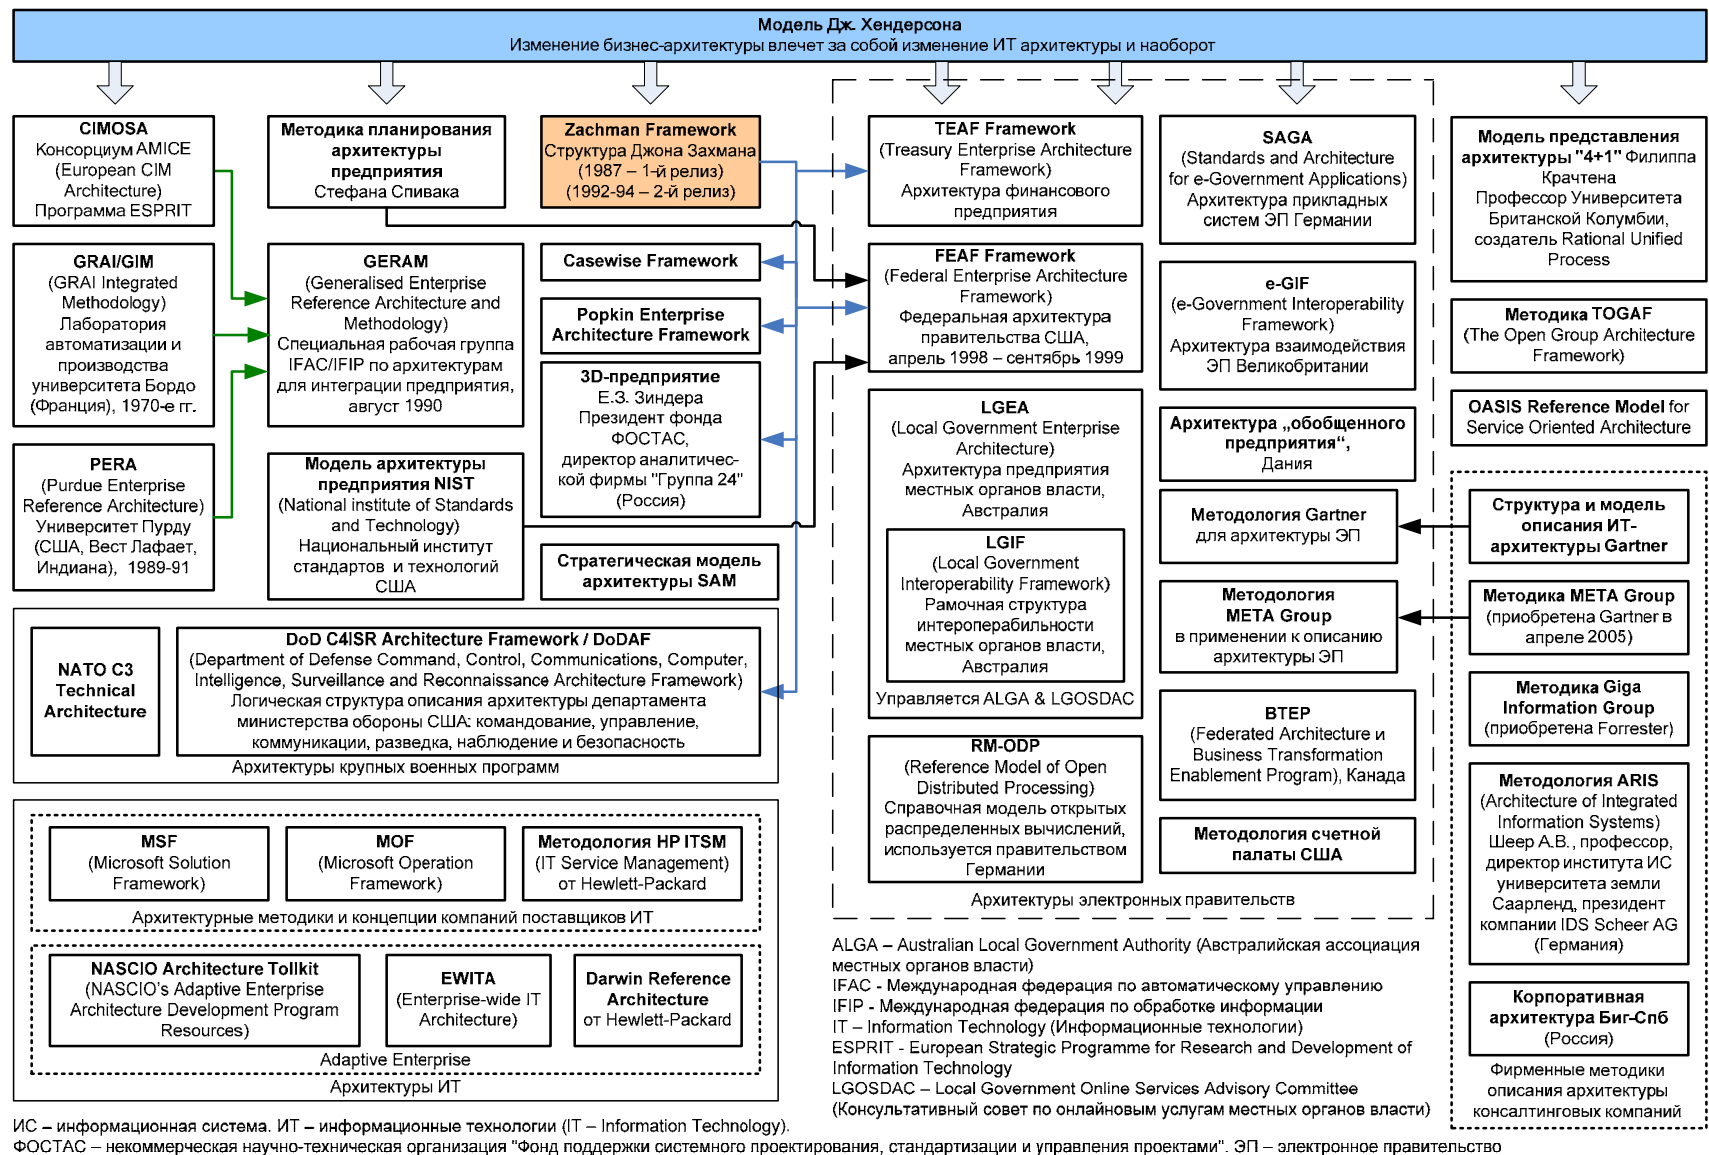 Модель Дж. Хендерсона
Изменение бизнес-архитектуры влечет за собой изменение ИТ архитектуры и наоборот
CIMOSA
Консорциум AMICE
(European CIM
Architecture)
Программа ESPRIT
GRAI/GIM
(GRAI Integrated
Methodology)
Лаборатория
автоматизации и
производства
университета Бордо
(Франция), 1970-е гг.
PERA
(Purdue Enterprise
Reference Architecture)
Университет Пурду
(США, Вест Лафает,
Индиана), 1989-91
Методика планирования
архитектуры
предприятия
Стефана Спивака
GERAM
(Generalised Enterprise
Reference Architecture and
Methodology)
Специальная рабочая группа
IFAC/IFIP по архитектурам
для интеграции предприятия,
август 1990
Модель архитектуры
предприятия NIST
(National institute of Standards
and Technology)
Национальный институт
стандартов и технологий
США
Zachman Framework
Структура Джона Захмана
(1987 – 1-й релиз)
(1992-94 – 2-й релиз)
Casewise Framework
Popkin Enterprise
Architecture Framework
3D-предприятие
Е.З. Зиндера
Президент фонда
ФОСТАС,
директор аналитичес-
кой фирмы "Группа 24"
(Россия)
Стратегическая модель
архитектуры SAM
NATO C3
Technical
Architecture
DoD C4ISR Architecture Framework / DoDAF
(Department of Defense Command, Control, Communications, Computer,
Intelligence, Surveillance and Reconnaissance Architecture Framework)
Логическая структура описания архитектуры департамента
министерства обороны США: командование, управление,
коммуникации, разведка, наблюдение и безопасность
Архитектуры крупных военных программ
MSF
(Microsoft Solution
Framework)
MOF
(Microsoft Operation
Framework)
Методология HP ITSM
(IT Service Management)
от Hewlett-Packard
Архитектурные методики и концепции компаний поставщиков ИТ
NASCIO Architecture Tollkit
(NASCIO's Adaptive Enterprise
Architecture Development Program
Resources)
EWITA
(Enterprise-wide IT
Architecture)
Darwin Reference
Architecture
от Hewlett-Packard
Adaptive Enterprise
Архитектуры ИТ
TEAF Framework
(Treasury Enterprise Architecture
Framework)
Архитектура финансового
предприятия
FEAF Framework
(Federal Enterprise Architecture
Framework)
Федеральная архитектура
правительства США,
апрель 1998 – сентябрь 1999
LGEA
(Local Government Enterprise
Architecture)
Архитектура предприятия
местных органов власти,
Австралия
LGIF
(Local Government
Interoperability Framework)
Рамочная структура
интероперабильности
местных органов власти,
Австралия
Управляется ALGA & LGOSDAC
RM-ODP
(Reference Model of Open
Distributed Processing)
Справочная модель открытых
распределенных вычислений,
используется правительством
Германии
SAGA
(Standards and Architecture
for e-Government Applications)
Архитектура прикладных
систем ЭП Германии
e-GIF
(e-Government Interoperability
Framework)
Архитектура взаимодействия
ЭП Великобритании
Архитектура „обобщенного
предприятия“,
Дания
Методология Gartner
для архитектуры ЭП
Методология
META Group
в применении к описанию
архитектуры ЭП
BTEP
(Federated Architecture и
Business Transformation
Enablement Program), Канада
Методология счетной
палаты США
Архитектуры электронных правительств
Модель представления
архитектуры "4+1" Филиппа
Крачтена
Профессор Университета
Британской Колумбии,
создатель Rational Unified
Process
Методика TOGAF
(The Open Group Architecture
Framework)
OASIS Reference Model for
Service Oriented Architecture
Структура и модель
описания ИТ-
архитектуры Gartner
Методика META Group
(приобретена Gartner в
апреле 2005)
Методика Giga
Information Group
(приобретена Forrester)
Методология ARIS
(Architecture of Integrated
Information Systems)
Шеер А.В., профессор,
директор института ИС
университета земли
Саарленд, президент
компании IDS Scheer AG
(Германия)
Корпоративная
архитектура Биг-Спб
(Россия)
Фирменные методики
описания архитектуры
консалтинговых компаний
ALGA – Australian Local Government Authority (Австралийская ассоциация
местных органов власти)
IFAC - Международная федерация по автоматическому управлению
IFIP - Международная федерация по обработке информации
IT – Information Technology (Информационные технологии)
ESPRIT - European Strategic Programme for Research and Development of
Information Technology
LGOSDAC – Local Government Online Services Advisory Committee
(Консультативный совет по онлайновым услугам местных органов власти)
ИС – информационная система. ИТ – информационные технологии (IT – Information Technology).
ФОСТАС – некоммерческая научно-техническая организация "Фонд поддержки системного проектирования, стандартизации и управления проектами". ЭП – электронное правительство